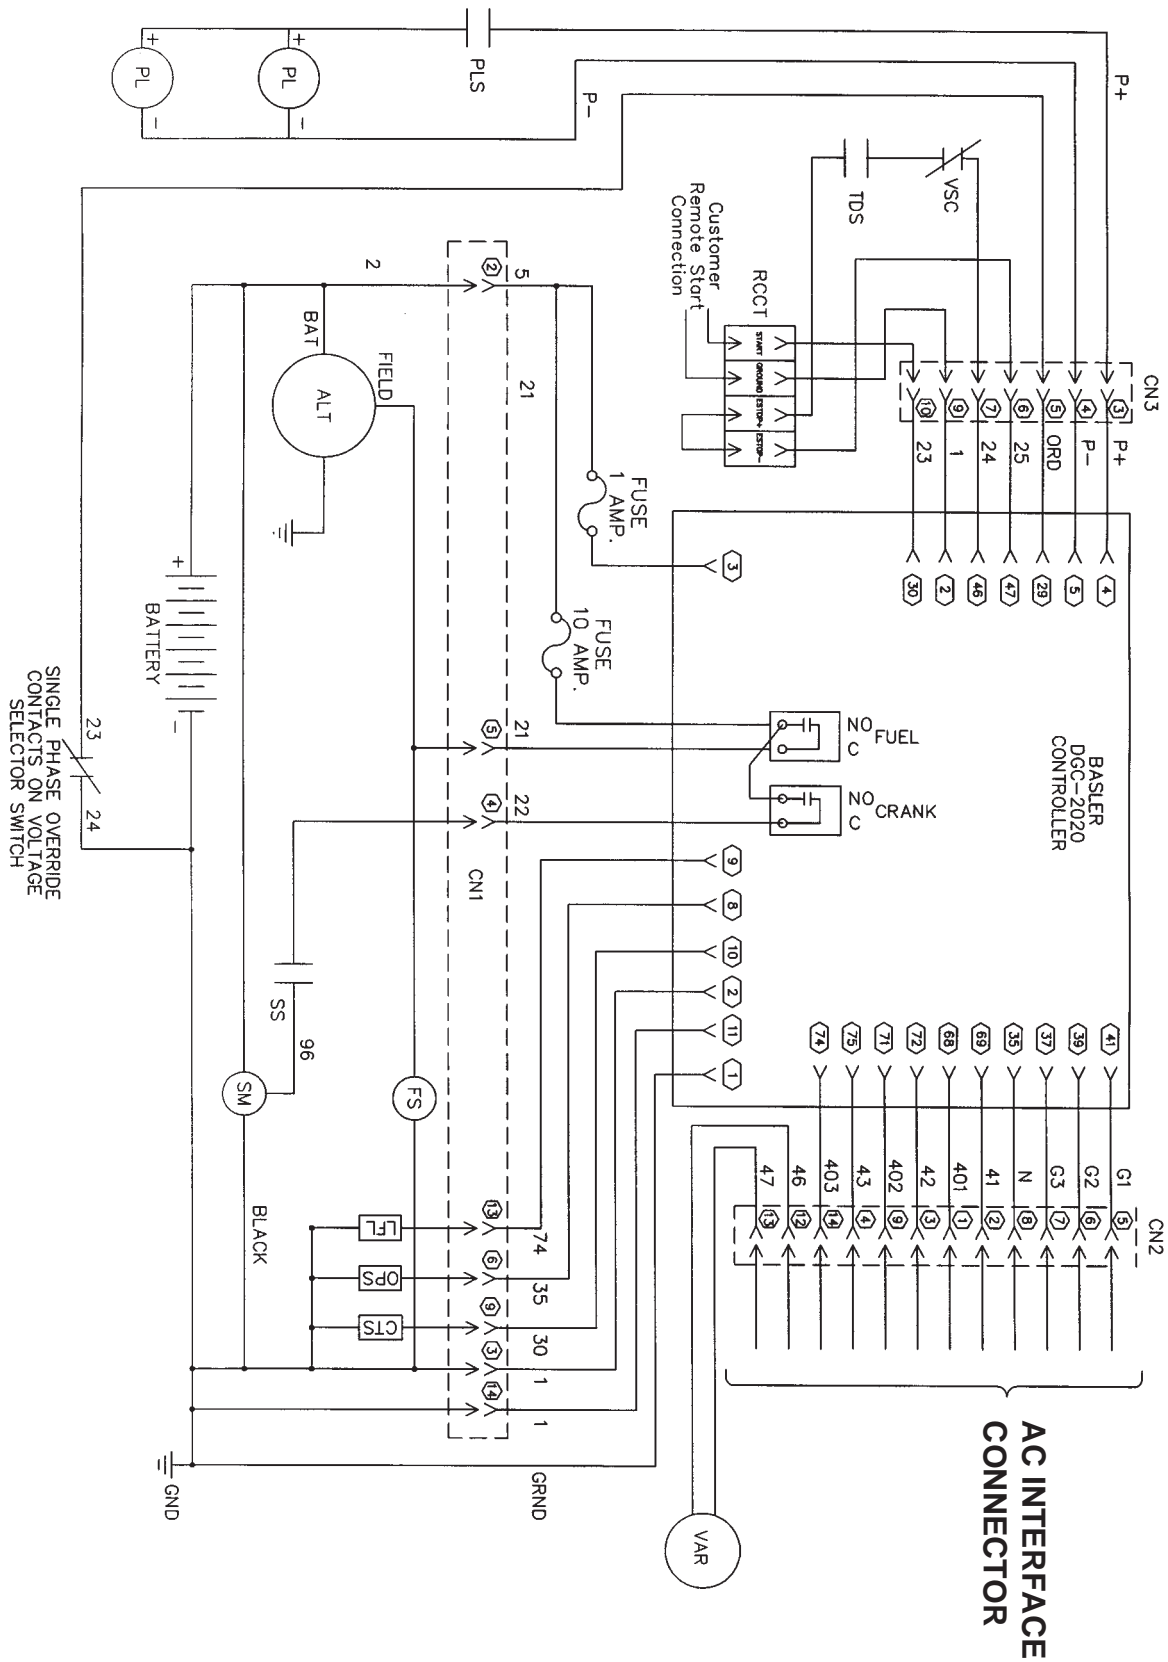 PL
+
-
PL
+
-
PLS
P+
P-
VSC
TDS
Customer
Remote Start
Connection
RCCT
START
GROUND
ESTOP+
ESTOP-
CN3
3
4
5
6
7
9
10
P+
P-
ORD
25
24
1
23
4
5
29
47
46
2
30
BASLER
DGC-2020
CONTROLLER
2
2
5
21
BAT
ALT
FIELD
FUSE
1 AMP.
FUSE
10 AMP.
3
NO
C
FUEL
NO
C
CRANK
5
21
4
22
CN1
9
8
10
2
11
1
+
BATTERY
-
23
24
SINGLE PHASE OVERRIDE
CONTACTS ON VOLTAGE
SELECTOR SWITCH
SS
96
SM
FS
BLACK
LFL
OPS
CTS
13
74
6
35
9
30
3
1
14
1
GRND
GND
41
39
37
35
69
68
72
71
75
74
G1
G2
G3
N
41
401
42
402
43
403
46
47
5
6
7
8
2
1
3
9
4
14
12
13
CN2
VAR
AC INTERFACE
CONNECTOR